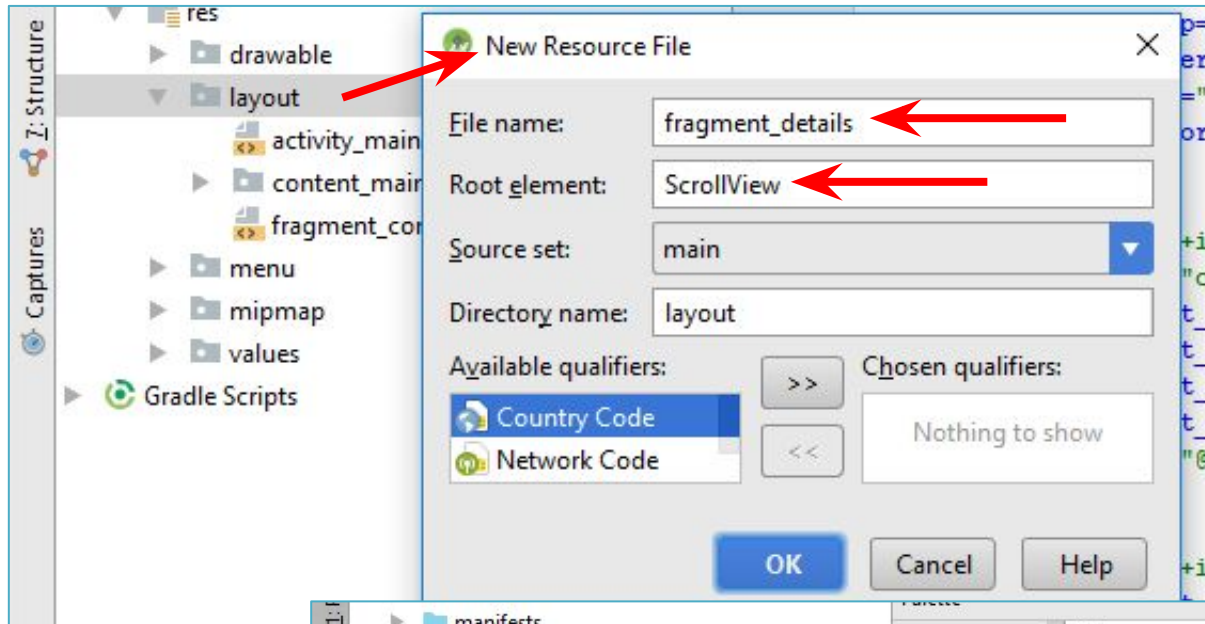 7: Structure
Captures
res
drawable
layout
activity_main
content_main
fragment_cor
menu
mipmap
values
Gradle Scripts
New Resource File
File name: fragment_details
Root element: ScrollView
Source set: main
Directory name: layout
Available qualifiers:
Country Code
Network Code
>>
<<
Chosen qualifiers:
Nothing to show
OK Cancel Help
manifests